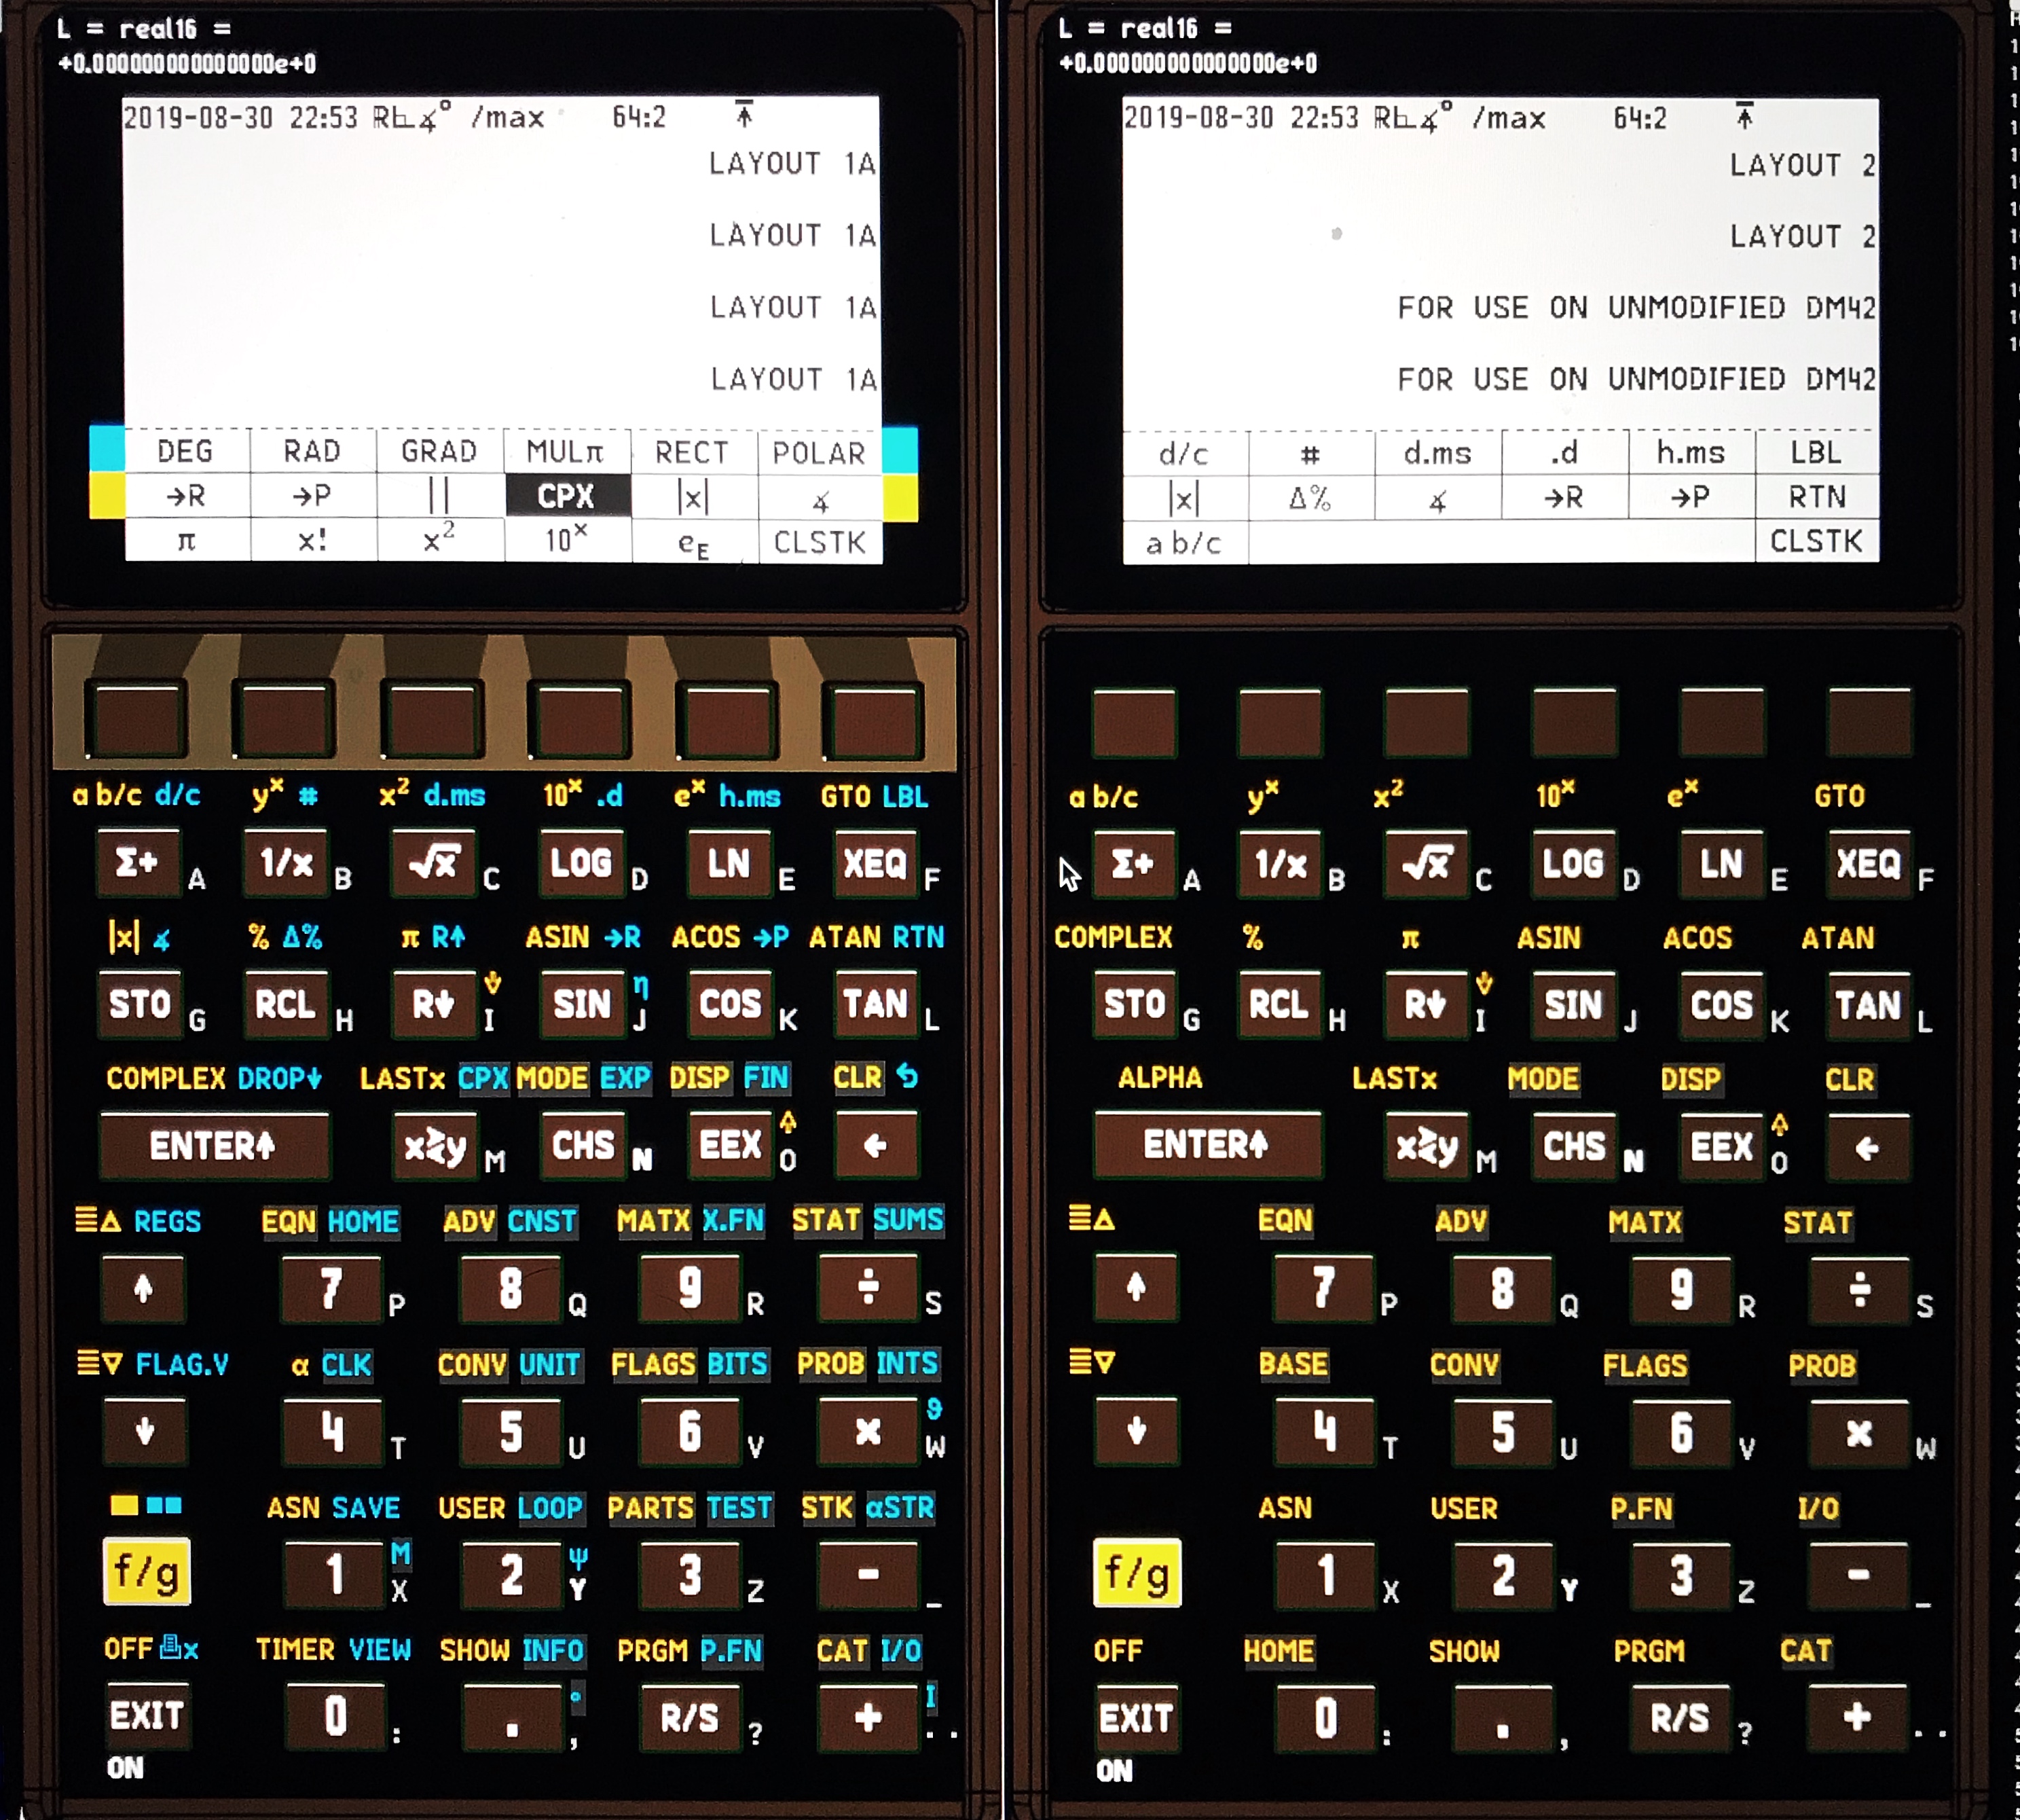 L = real16 =
+0.000000000000000e+0
2019-08-30 22:53 R∟∡° /max 64:2
LAYOUT 1A
LAYOUT 1A
LAYOUT 1A
LAYOUT 1A
DEG RAD GRAD MULπ RECT POLAR
→R →P || CPX |x| ∡
π x! x² 10ˣ eᴇ CLSTK
a b/c d/c yˣ # x² d.ms 10ˣ .d eˣ h.ms GTO LBL
Σ+ A 1/x B √x C LOG D LN E XEQ F
|x| ∡ % Δ% π R↑ ASIN →R ACOS →P ATAN RTN
STO G RCL H R↓ I SIN η J COS K TAN L
COMPLEX DROP↓ LASTx CPX MODE EXP DISP FIN CLR ↶
ENTER↑ x≷y M CHS N EEX O ←
≡△ REGS EQN HOME ADV CNST MATX X.FN STAT SUMS
↑ 7 P 8 Q 9 R ÷ S
≡▽ FLAG.V α CLK CONV UNIT FLAGS BITS PROB INTS
↓ 4 T 5 U 6 V × ϑ W
ASN SAVE USER LOOP PARTS TEST STK αSTR
f/g 1 M X 2 Ψ Y 3 Z - _
OFF x TIMER VIEW SHOW INFO PRGM P.FN CAT I/O
EXIT 0 : . ° , R/S ? + I . .
ON
L = real16 =
+0.000000000000000e+0
2019-08-30 22:53 R∟∡° /max 64:2
LAYOUT 2
LAYOUT 2
FOR USE ON UNMODIFIED DM42
FOR USE ON UNMODIFIED DM42
d/c # d.ms .d h.ms LBL
|x| Δ% ∡ →R →P RTN
a b/c CLSTK
a b/c yˣ x² 10ˣ eˣ GTO
Σ+ A 1/x B √x C LOG D LN E XEQ F
COMPLEX % π ASIN ACOS ATAN
STO G RCL H R↓ I SIN J COS K TAN L
ALPHA LASTx MODE DISP CLR
ENTER↑ x≷y M CHS N EEX O ←
≡△ EQN ADV MATX STAT
↑ 7 P 8 Q 9 R ÷ S
≡▽ BASE CONV FLAGS PROB
↓ 4 T 5 U 6 V × W
ASN USER P.FN I/O
f/g 1 X 2 Y 3 Z - _
OFF HOME SHOW PRGM CAT
EXIT 0 : . , R/S ? + . .
ON